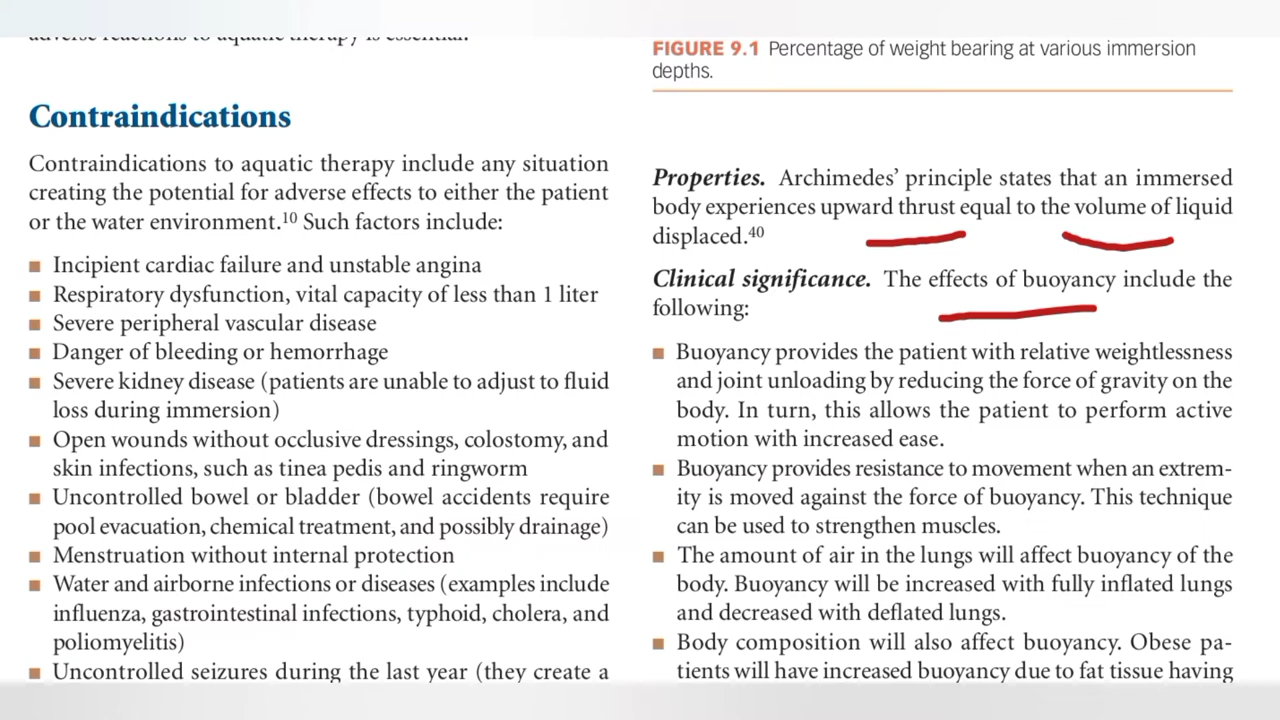 adverse reactions to aquatic therapy is essential.
Contraindications
Contraindications to aquatic therapy include any situation
creating the potential for adverse effects to either the patient
or the water environment.¹⁰ Such factors include:
■ Incipient cardiac failure and unstable angina
■ Respiratory dysfunction, vital capacity of less than 1 liter
■ Severe peripheral vascular disease
■ Danger of bleeding or hemorrhage
■ Severe kidney disease (patients are unable to adjust to fluid
loss during immersion)
■ Open wounds without occlusive dressings, colostomy, and
skin infections, such as tinea pedis and ringworm
■ Uncontrolled bowel or bladder (bowel accidents require
pool evacuation, chemical treatment, and possibly drainage)
■ Menstruation without internal protection
■ Water and airborne infections or diseases (examples include
influenza, gastrointestinal infections, typhoid, cholera, and
poliomyelitis)
■ Uncontrolled seizures during the last year (they create a
FIGURE 9.1 Percentage of weight bearing at various immersion
depths.
Properties. Archimedes’ principle states that an immersed
body experiences upward thrust equal to the volume of liquid
displaced.⁴⁰
Clinical significance. The effects of buoyancy include the
following:
■ Buoyancy provides the patient with relative weightlessness
and joint unloading by reducing the force of gravity on the
body. In turn, this allows the patient to perform active
motion with increased ease.
■ Buoyancy provides resistance to movement when an extrem-
ity is moved against the force of buoyancy. This technique
can be used to strengthen muscles.
■ The amount of air in the lungs will affect buoyancy of the
body. Buoyancy will be increased with fully inflated lungs
and decreased with deflated lungs.
■ Body composition will also affect buoyancy. Obese pa-
tients will have increased buoyancy due to fat tissue having